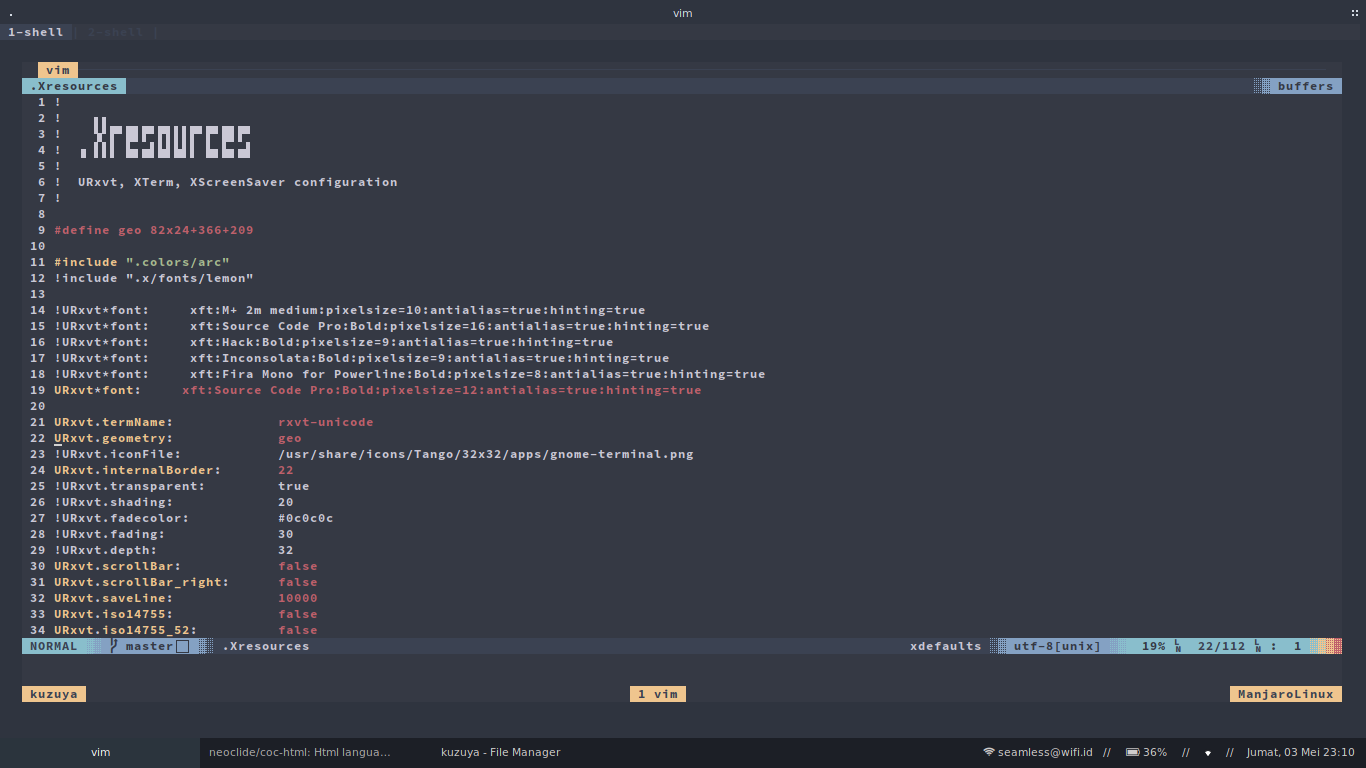 vim
1-shell | 2-shell |
vim
.Xresources buffers
1 !
2 !
3 !
4 ! .Xresources
5 !
6 ! URxvt, XTerm, XScreenSaver configuration
7 !
8
9 #define geo 82x24+366+209
10
11 #include ".colors/arc"
12 !include ".x/fonts/lemon"
13
14 !URxvt*font: xft:M+ 2m medium:pixelsize=10:antialias=true:hinting=true
15 !URxvt*font: xft:Source Code Pro:Bold:pixelsize=16:antialias=true:hinting=true
16 !URxvt*font: xft:Hack:Bold:pixelsize=9:antialias=true:hinting=true
17 !URxvt*font: xft:Inconsolata:Bold:pixelsize=9:antialias=true:hinting=true
18 !URxvt*font: xft:Fira Mono for Powerline:Bold:pixelsize=8:antialias=true:hinting=true
19 URxvt*font: xft:Source Code Pro:Bold:pixelsize=12:antialias=true:hinting=true
20
21 URxvt.termName: rxvt-unicode
22 URxvt.geometry: geo
23 !URxvt.iconFile: /usr/share/icons/Tango/32x32/apps/gnome-terminal.png
24 URxvt.internalBorder: 22
25 !URxvt.transparent: true
26 !URxvt.shading: 20
27 !URxvt.fadecolor: #0c0c0c
28 !URxvt.fading: 30
29 !URxvt.depth: 32
30 URxvt.scrollBar: false
31 URxvt.scrollBar_right: false
32 URxvt.saveLine: 10000
33 URxvt.iso14755: false
34 URxvt.iso14755_52: false
NORMAL master .Xresources xdefaults utf-8[unix] 19% LN 22/112 LN : 1
kuzuya 1 vim ManjaroLinux
vim neoclide/coc-html: Html langua… kuzuya - File Manager seamless@wifi.id // 36% // // Jumat, 03 Mei 23:10